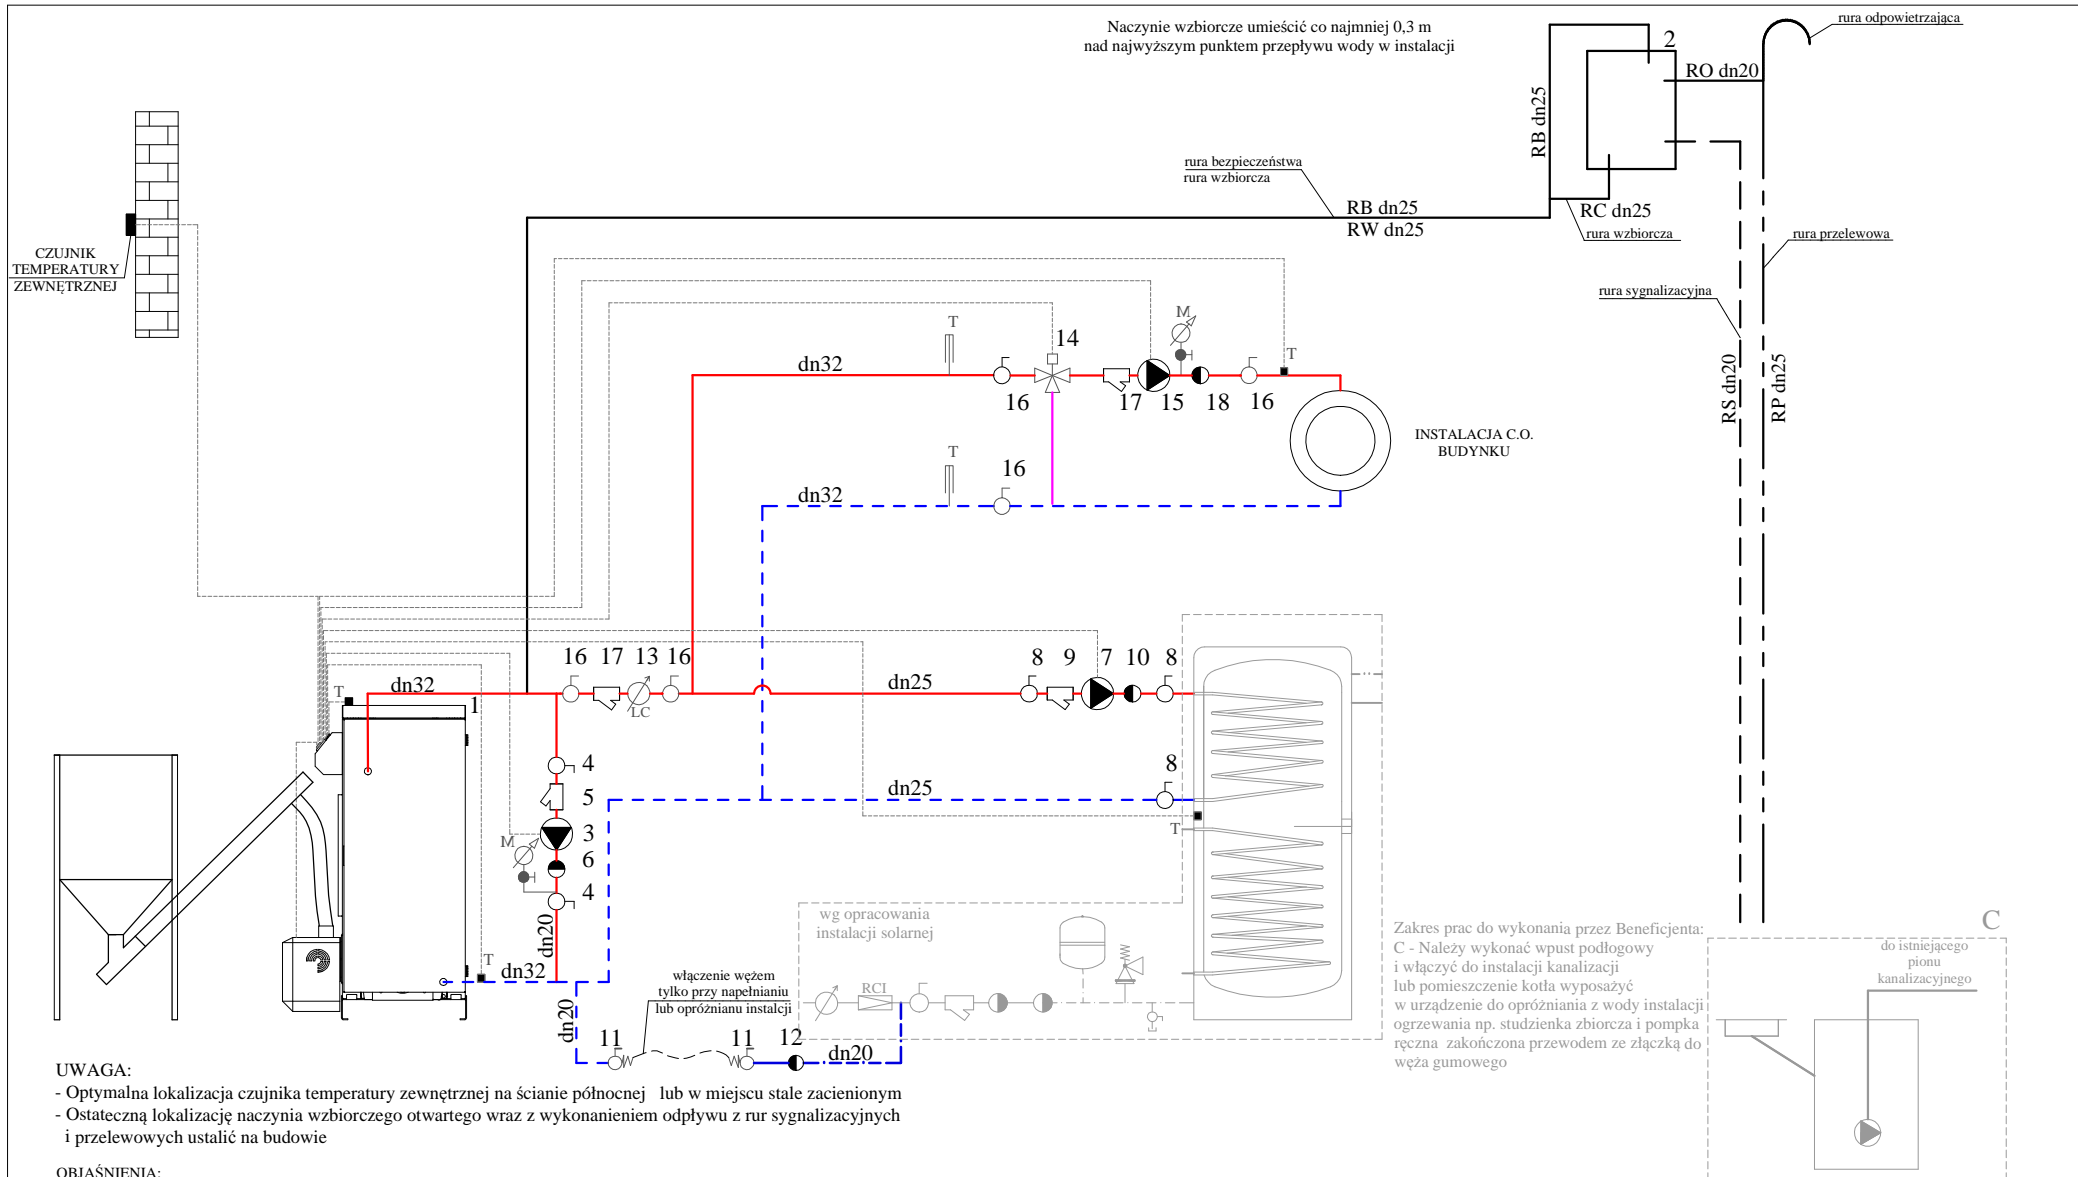 Naczynie wzbiorcze umieścić co najmniej 0,3 m
nad najwyższym punktem przepływu wody w instalacji
rura odpowietrzająca
2
RO dn20
RB dn25
rura bezpieczeństwa
rura wzbiorcza
RB dn25
RW dn25
RC dn25
rura wzbiorcza
rura przelewowa
rura sygnalizacyjna
RS dn20
RP dn25
CZUJNIK
TEMPERATURY
ZEWNĘTRZNEJ
T
dn32
14
M
T
16
17
15
18
16
INSTALACJA C.O.
BUDYNKU
T
dn32
16
T
dn32
1
16
17
13
16
LC
dn25
8
9
7
10
8
4
5
3
M
6
4
dn20
dn25
8
T
T
dn32
dn20
włączenie wężem
tylko przy napełnianiu
lub opróżnianu instalcji
11
11
12
dn20
wg opracowania
instalacji solarnej
RCI
Zakres prac do wykonania przez Beneficjenta:
C - Należy wykonać wpust podłogowy
i włączyć do instalacji kanalizacji
lub pomieszczenie kotła wyposażyć
w urządzenie do opróżniania z wody instalacji
ogrzewania np. studzienka zbiorcza i pompka
ręczna zakończona przewodem ze złączką do
węża gumowego
C
do istniejącego
pionu
kanalizacyjnego
UWAGA:
- Optymalna lokalizacja czujnika temperatury zewnętrznej na ścianie północnej lub w miejscu stale zacienionym
- Ostateczną lokalizację naczynia wzbiorczego otwartego wraz z wykonanieniem odpływu z rur sygnalizacyjnych
i przelewowych ustalić na budowie
OBJAŚNIENIA: